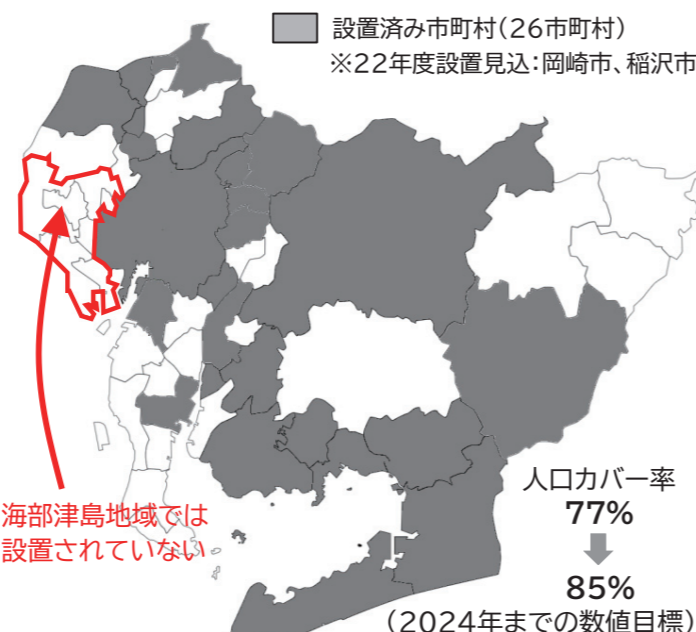 設置済み市町村(26市町村)
※22年度設置見込:岡崎市、稲沢市
海部津島地域では
設置されていない
人口カバー率
77%
85%
(2024年までの数値目標)